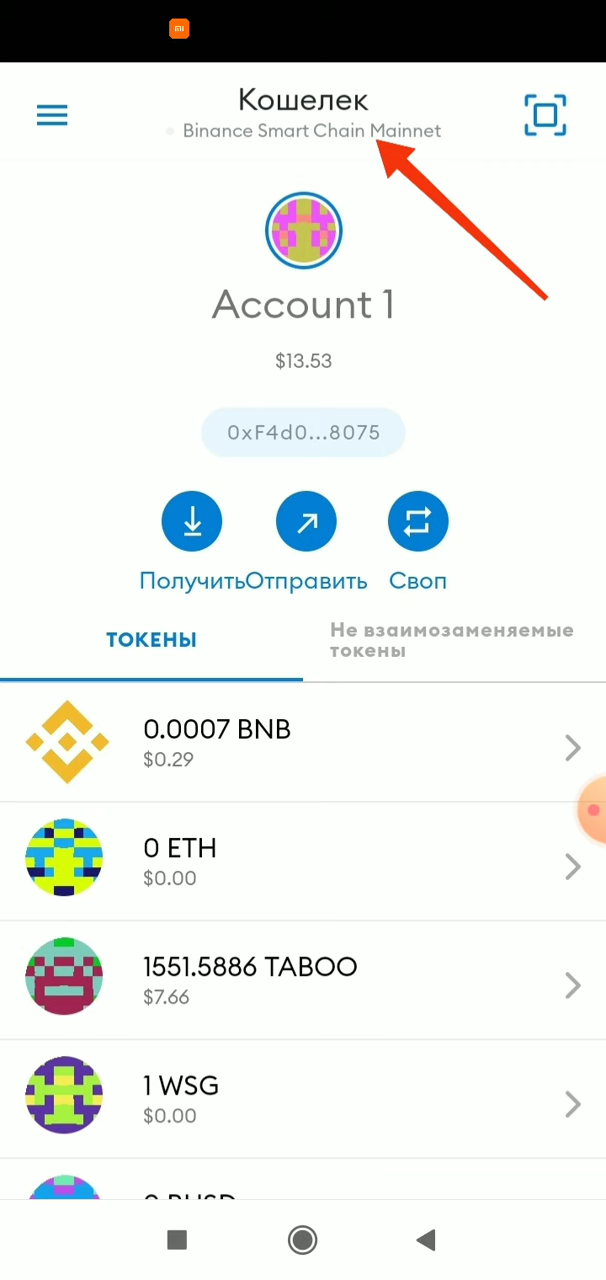 Кошелек
Binance Smart Chain Mainnet
Account 1
$13.53
0xF4d0...8075
Получить Отправить Своп
ТОКЕНЫ
Не взаимозаменяемые
токены
0.0007 BNB
$0.29
0 ETH
$0.00
1551.5886 TABOO
$7.66
1 WSG
$0.00